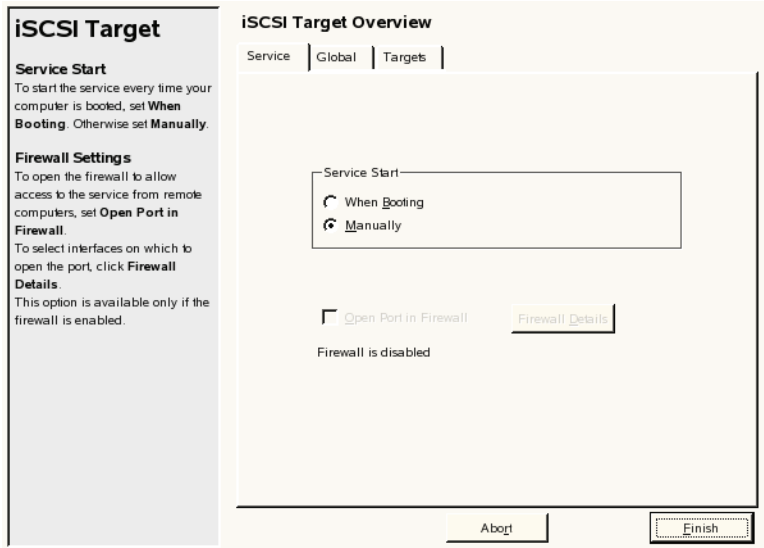 iSCSI Target
Service Start
To start the service every time your
computer is booted, set When
Booting. Otherwise set Manually.
Firewall Settings
To open the firewall to allow
access to the service from remote
computers, set Open Port in
Firewall.
To select interfaces on which to
open the port, click Firewall
Details.
This option is available only if the
firewall is enabled.
iSCSI Target Overview
Service Global Targets
Service Start
When Booting
Manually
Open Port in Firewall Firewall Details
Firewall is disabled
Abort Finish